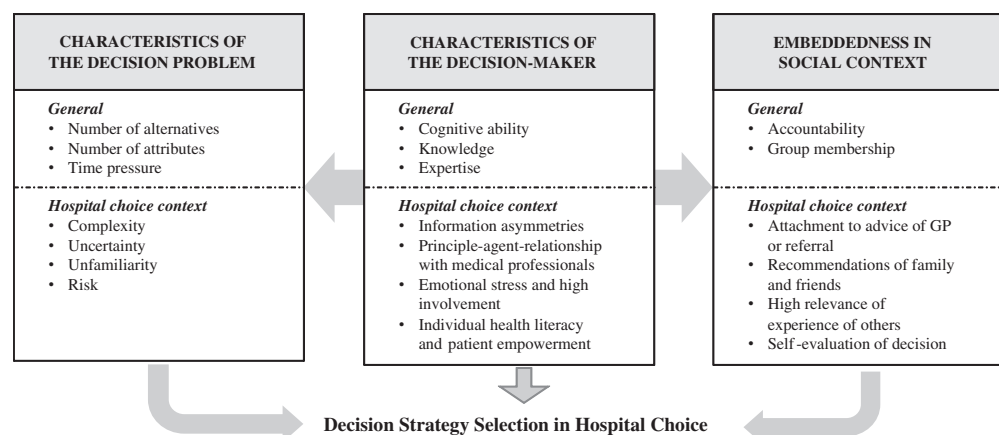 CHARACTERISTICS OF
THE DECISION PROBLEM
General
• Number of alternatives
• Number of attributes
• Time pressure
Hospital choice context
• Complexity
• Uncertainty
• Unfamiliarity
• Risk
CHARACTERISTICS OF
THE DECISION-MAKER
General
• Cognitive ability
• Knowledge
• Expertise
Hospital choice context
• Information asymmetries
• Principle-agent-relationship
with medical professionals
• Emotional stress and high
involvement
• Individual health literacy
and patient empowerment
EMBEDDEDNESS IN
SOCIAL CONTEXT
General
• Accountability
• Group membership
Hospital choice context
• Attachment to advice of GP
or referral
• Recommendations of family
and friends
• High relevance of
experience of others
• Self-evaluation of decision
Decision Strategy Selection in Hospital Choice